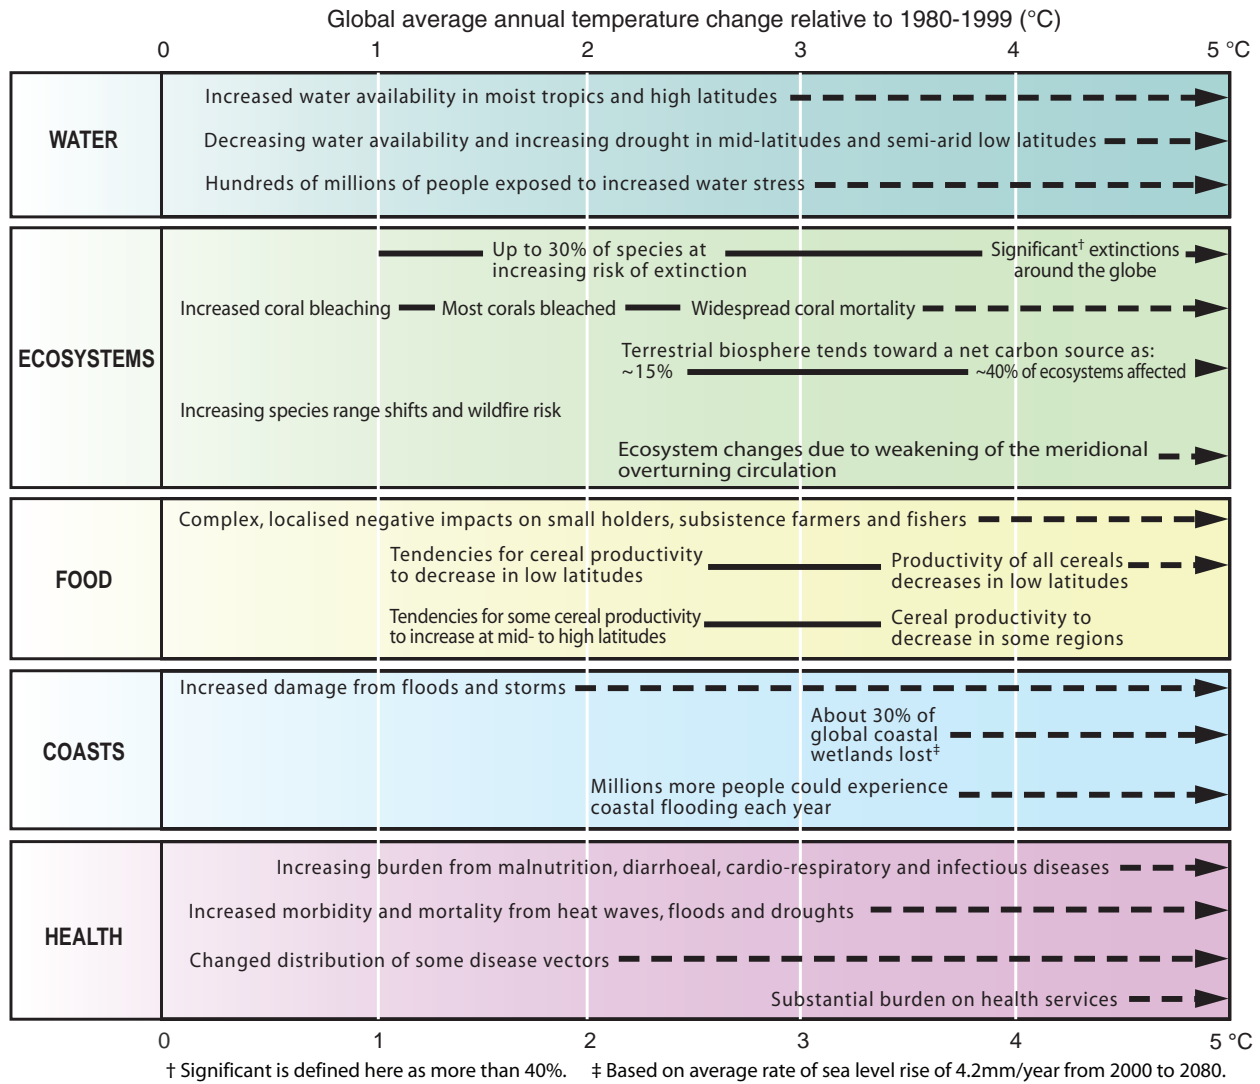 Global average annual temperature change relative to 1980-1999 (°C)
0 1 2 3 4 5 °C
WATER
Increased water availability in moist tropics and high latitudes
Decreasing water availability and increasing drought in mid-latitudes and semi-arid low latitudes
Hundreds of millions of people exposed to increased water stress
ECOSYSTEMS
Up to 30% of species at
increasing risk of extinction
Significant† extinctions
around the globe
Increased coral bleaching Most corals bleached Widespread coral mortality
Terrestrial biosphere tends toward a net carbon source as:
~15% ~40% of ecosystems affected
Increasing species range shifts and wildfire risk
Ecosystem changes due to weakening of the meridional
overturning circulation
FOOD
Complex, localised negative impacts on small holders, subsistence farmers and fishers
Tendencies for cereal productivity
to decrease in low latitudes
Productivity of all cereals
decreases in low latitudes
Tendencies for some cereal productivity
to increase at mid- to high latitudes
Cereal productivity to
decrease in some regions
COASTS
Increased damage from floods and storms
About 30% of
global coastal
wetlands lost‡
Millions more people could experience
coastal flooding each year
HEALTH
Increasing burden from malnutrition, diarrhoeal, cardio-respiratory and infectious diseases
Increased morbidity and mortality from heat waves, floods and droughts
Changed distribution of some disease vectors
Substantial burden on health services
0 1 2 3 4 5 °C
† Significant is defined here as more than 40%. ‡ Based on average rate of sea level rise of 4.2mm/year from 2000 to 2080.